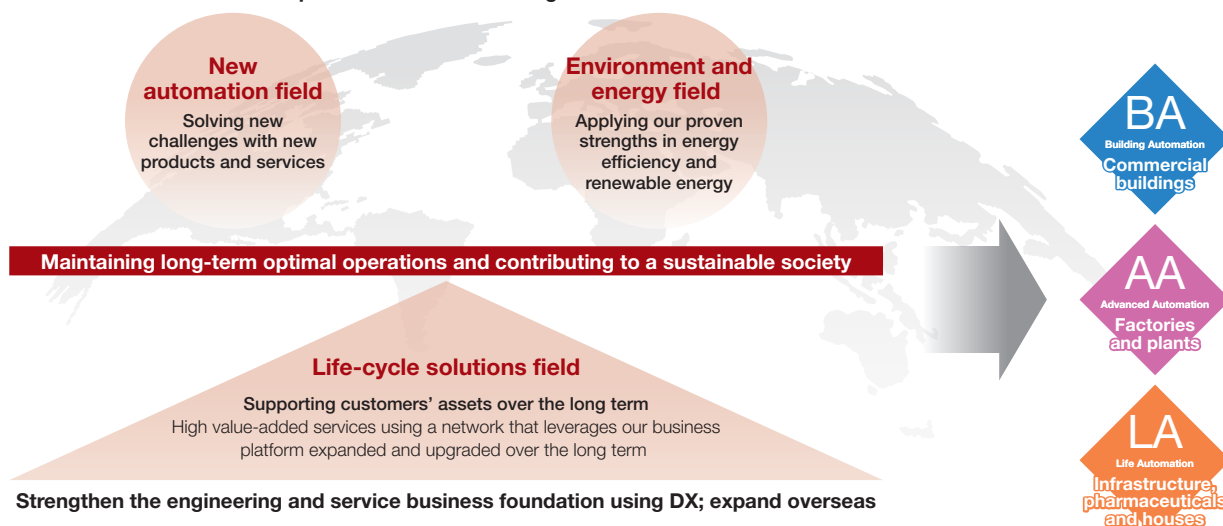 New
automation field
Solving new
challenges with new
products and services
Environment and
energy field
Applying our proven
strengths in energy
efficiency and
renewable energy
Maintaining long-term optimal operations and contributing to a sustainable society
Life-cycle solutions field
Supporting customers' assets over the long term
High value-added services using a network that leverages our business
platform expanded and upgraded over the long term
Strengthen the engineering and service business foundation using DX; expand overseas
BA
Building Automation
Commercial
buildings
AA
Advanced Automation
Factories
and plants
LA
Life Automation
Infrastructure,
pharmaceuticals
and houses